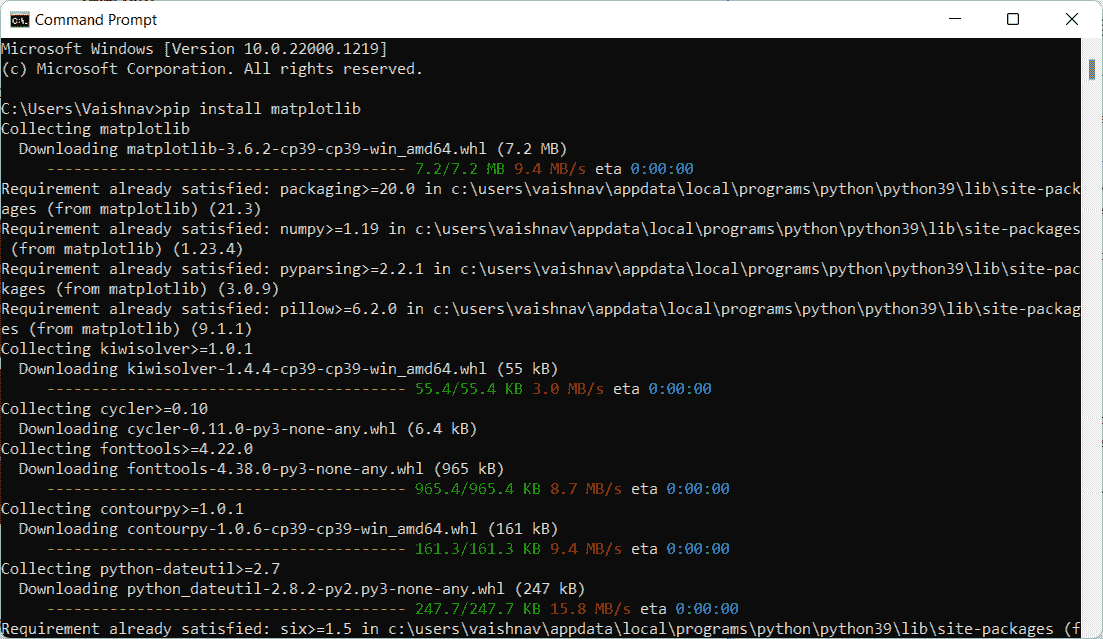 Command Prompt
Microsoft Windows [Version 10.0.22000.1219]
(c) Microsoft Corporation. All rights reserved.
C:\Users\Vaishnav>pip install matplotlib
Collecting matplotlib
  Downloading matplotlib-3.6.2-cp39-cp39-win_amd64.whl (7.2 MB)
     ---------------------------------------- 7.2/7.2 MB 9.4 MB/s eta 0:00:00
Requirement already satisfied: packaging>=20.0 in c:\users\vaishnav\appdata\local\programs\python\python39\lib\site-pack
ages (from matplotlib) (21.3)
Requirement already satisfied: numpy>=1.19 in c:\users\vaishnav\appdata\local\programs\python\python39\lib\site-packages
 (from matplotlib) (1.23.4)
Requirement already satisfied: pyparsing>=2.2.1 in c:\users\vaishnav\appdata\local\programs\python\python39\lib\site-pac
kages (from matplotlib) (3.0.9)
Requirement already satisfied: pillow>=6.2.0 in c:\users\vaishnav\appdata\local\programs\python\python39\lib\site-packag
es (from matplotlib) (9.1.1)
Collecting kiwisolver>=1.0.1
  Downloading kiwisolver-1.4.4-cp39-cp39-win_amd64.whl (55 kB)
     ---------------------------------------- 55.4/55.4 KB 3.0 MB/s eta 0:00:00
Collecting cycler>=0.10
  Downloading cycler-0.11.0-py3-none-any.whl (6.4 kB)
Collecting fonttools>=4.22.0
  Downloading fonttools-4.38.0-py3-none-any.whl (965 kB)
     ---------------------------------------- 965.4/965.4 KB 8.7 MB/s eta 0:00:00
Collecting contourpy>=1.0.1
  Downloading contourpy-1.0.6-cp39-cp39-win_amd64.whl (161 kB)
     ---------------------------------------- 161.3/161.3 KB 9.4 MB/s eta 0:00:00
Collecting python-dateutil>=2.7
  Downloading python_dateutil-2.8.2-py2.py3-none-any.whl (247 kB)
     ---------------------------------------- 247.7/247.7 KB 15.8 MB/s eta 0:00:00
Requirement already satisfied: six>=1.5 in c:\users\vaishnav\appdata\local\programs\python\python39\lib\site-packages (f